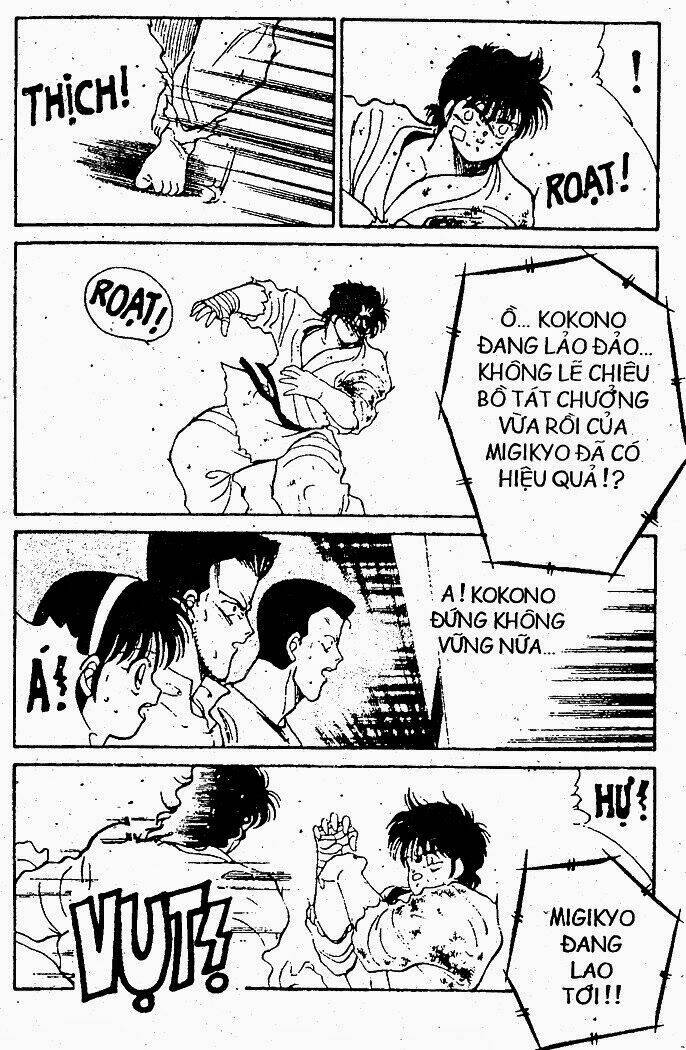 THỊCH!
!
ROẠT!
ROẠT!
Ồ... KOKONO
ĐANG LẢO ĐẢO...
KHÔNG LẼ CHIÊU
BỒ TÁT CHƯỞNG
VỪA RỒI CỦA
MIGIKYO ĐÃ CÓ
HIỆU QUẢ!?
A! KOKONO
ĐỨNG KHÔNG
VỮNG NỮA...
Á!!
HỰ!!
VỤT!!
MIGIKYO
ĐANG
LAO
TỚI!!